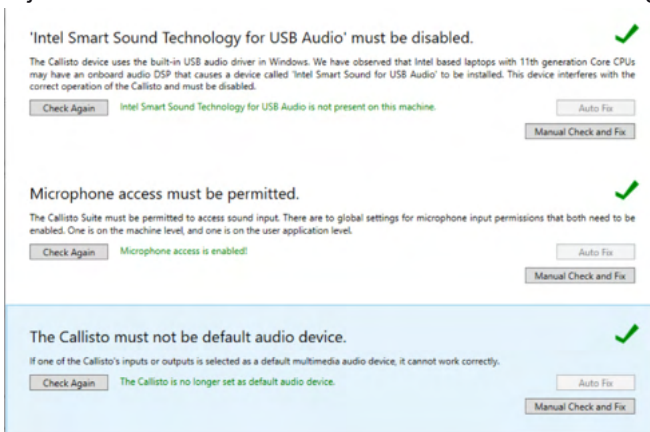 'Intel Smart Sound Technology for USB Audio' must be disabled.
The Callisto device uses the built-in USB audio driver in Windows. We have observed that Intel based laptops with 11th generation Core CPUs
may have an onboard audio DSP that causes a device called 'Intel Smart Sound for USB Audio' to be installed. This device interferes with the
correct operation of the Callisto and must be disabled.
Check Again Intel Smart Sound Technology for USB Audio is not present on this machine. Auto Fix
Manual Check and Fix
Microphone access must be permitted.
The Callisto Suite must be permitted to access sound input. There are to global settings for microphone input permissions that both need to be
enabled. One is on the machine level, and one is on the user application level.
Check Again Microphone access is enabled! Auto Fix
Manual Check and Fix
The Callisto must not be default audio device.
If one of the Callisto's inputs or outputs is selected as a default multimedia audio device, it cannot work correctly.
Check Again The Callisto is no longer set as default audio device. Auto Fix
Manual Check and Fix